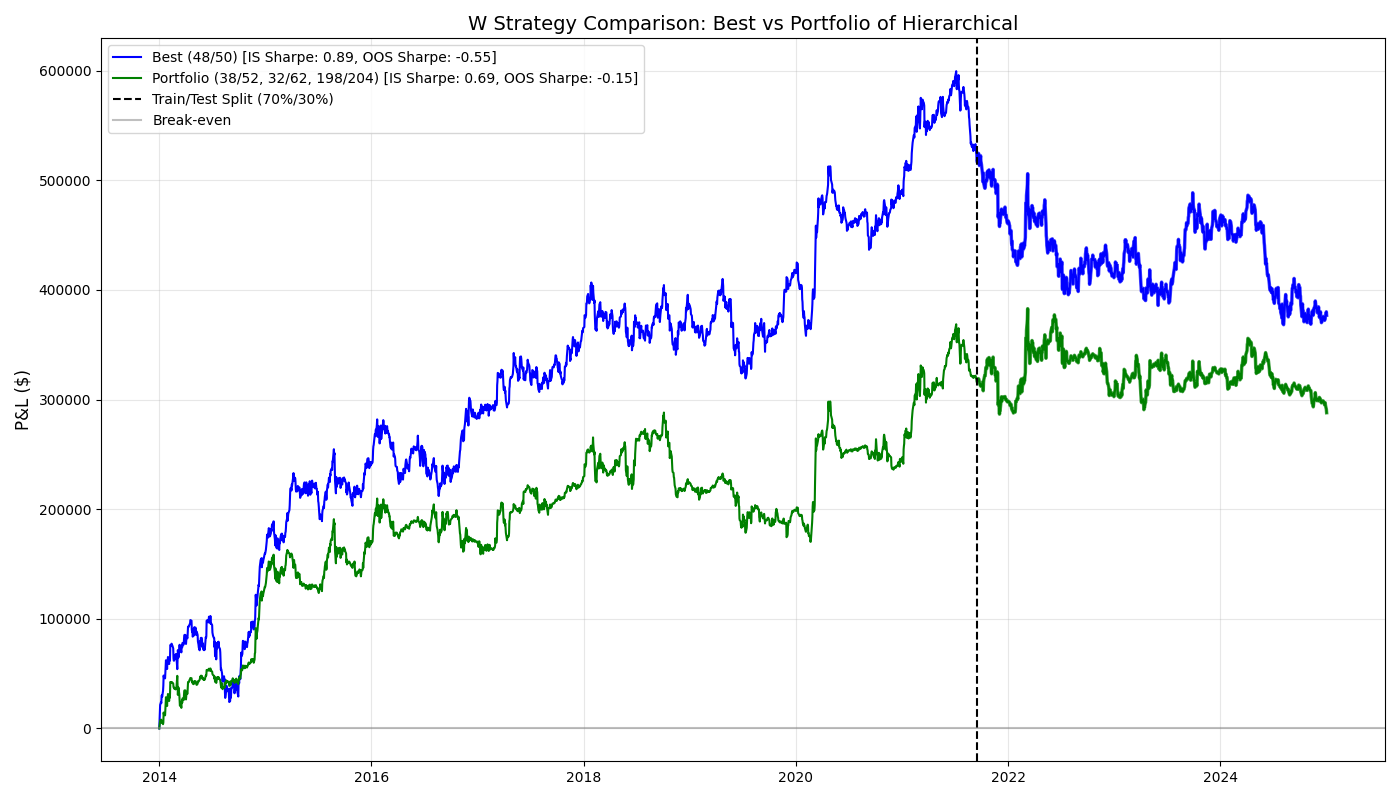 W Strategy Comparison: Best vs Portfolio of Hierarchical
Best (48/50) [IS Sharpe: 0.89, OOS Sharpe: -0.55]
Portfolio (38/52, 32/62, 198/204) [IS Sharpe: 0.69, OOS Sharpe: -0.15]
Train/Test Split (70%/30%)
Break-even
P&L ($)
600000
500000
400000
300000
200000
100000
0
2014
2016
2018
2020
2022
2024